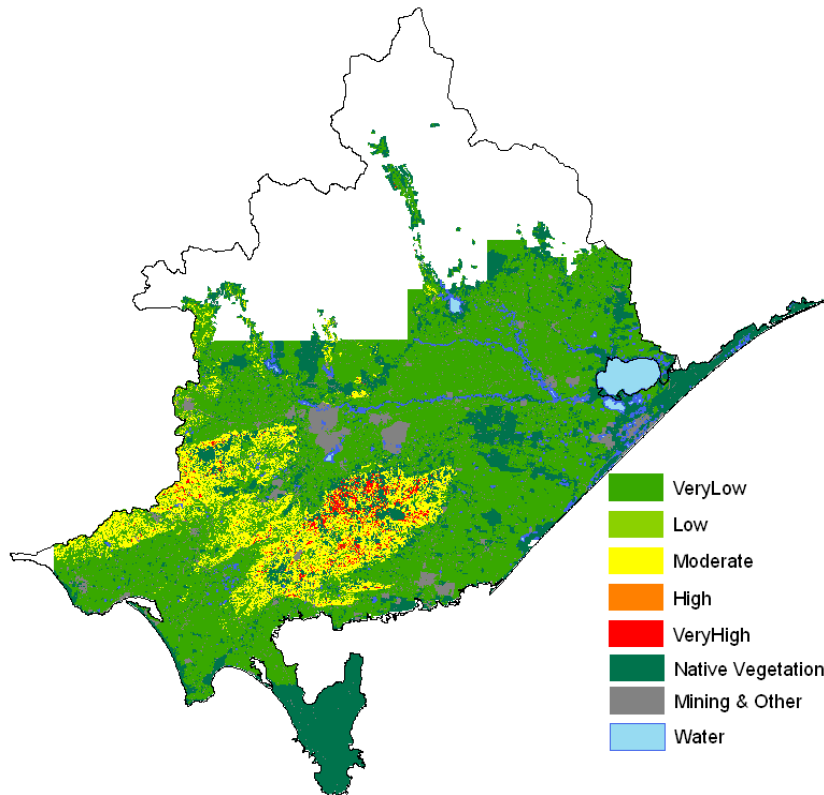 VeryLow
Low
Moderate
High
VeryHigh
Native Vegetation
Mining & Other
Water